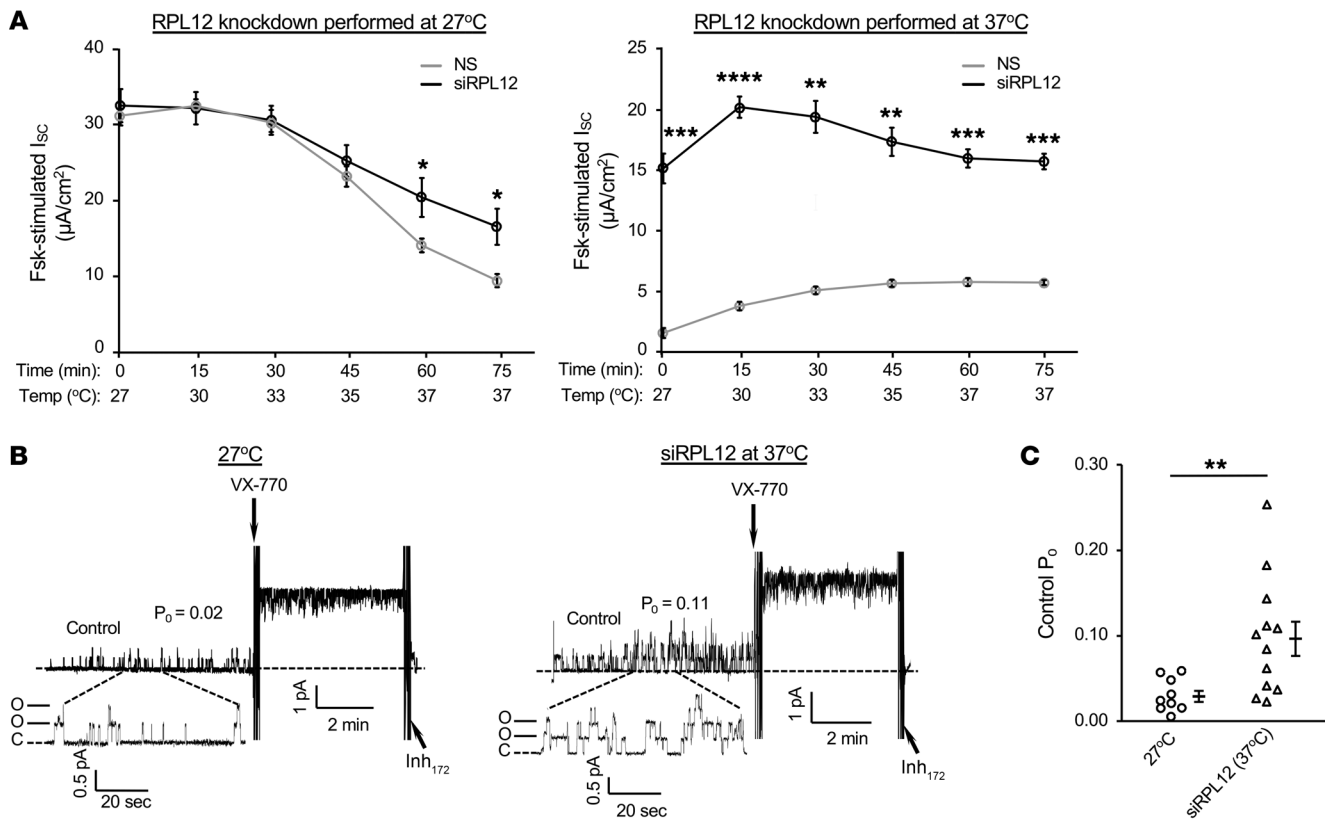 A
RPL12 knockdown performed at 27°C
NS
siRPL12
Fsk-stimulated I_SC
(µA/cm²)
40
30
20
10
0
*
*
Time (min): 0 15 30 45 60 75
Temp (°C): 27 30 33 35 37 37
RPL12 knockdown performed at 37°C
NS
siRPL12
Fsk-stimulated I_SC
(µA/cm²)
25
20
15
10
5
0
***
****
**
**
***
***
Time (min): 0 15 30 45 60 75
Temp (°C): 27 30 33 35 37 37
B
27°C
VX-770
P₀ = 0.02
Control
1 pA
2 min
O
O
C
0.5 pA
20 sec
Inh₁₇₂
siRPL12 at 37°C
VX-770
P₀ = 0.11
Control
1 pA
2 min
O
O
C
0.5 pA
20 sec
Inh₁₇₂
C
Control P₀
0.30
0.20
0.10
0.00
**
27°C
siRPL12 (37°C)